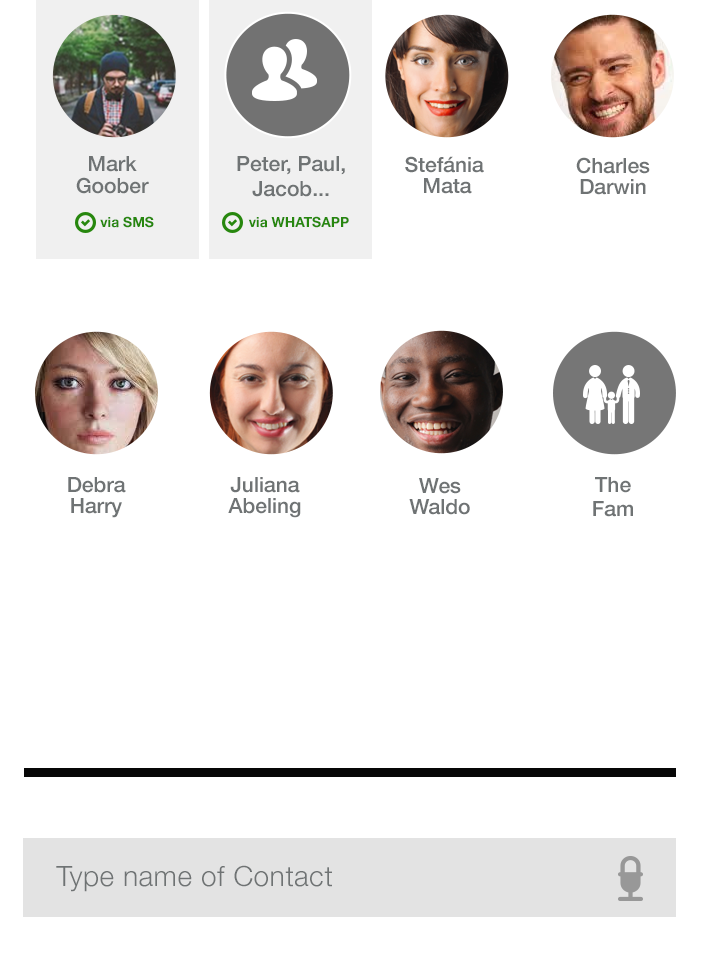 Mark
Goober
via SMS
Peter, Paul,
Jacob...
via WHATSAPP
Stefánia
Mata
Charles
Darwin
Debra
Harry
Juliana
Abeling
Wes
Waldo
The
Fam
Type name of Contact